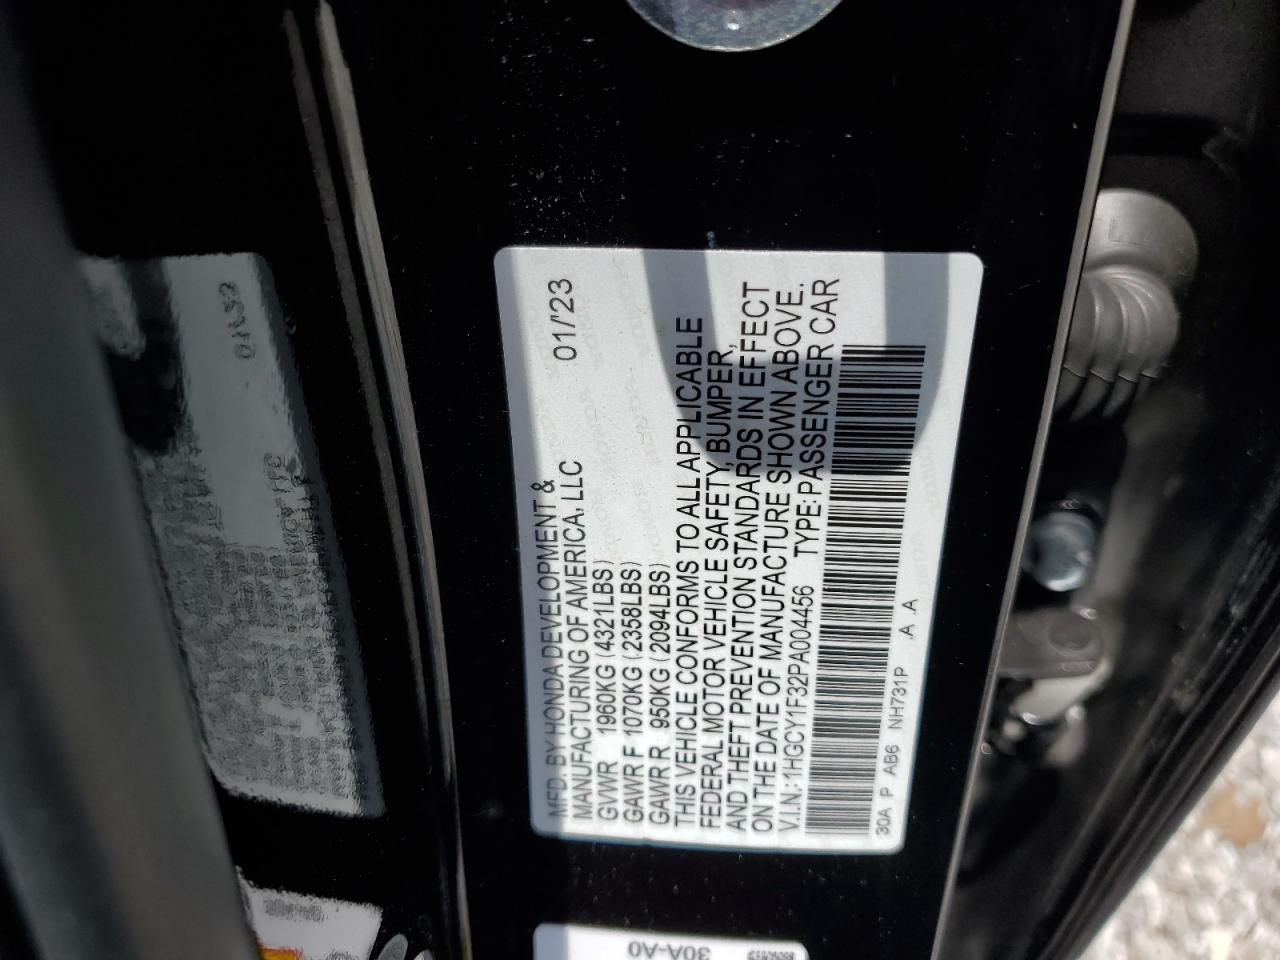 01/'23
MFD. BY HONDA DEVELOPMENT &
MANUFACTURING OF AMERICA, LLC
GVWR 1960KG (4321LBS)
GAWR F 1070KG (2358LBS)
GAWR R 950KG (2094LBS)
THIS VEHICLE CONFORMS TO ALL APPLICABLE
FEDERAL MOTOR VEHICLE SAFETY, BUMPER,
AND THEFT PREVENTION STANDARDS IN EFFECT
ON THE DATE OF MANUFACTURE SHOWN ABOVE.
V.I.N.: 1HGCY1F32PA004456 TYPE: PASSENGER CAR
30A P AB6 NH731P .A .A
30A-A0